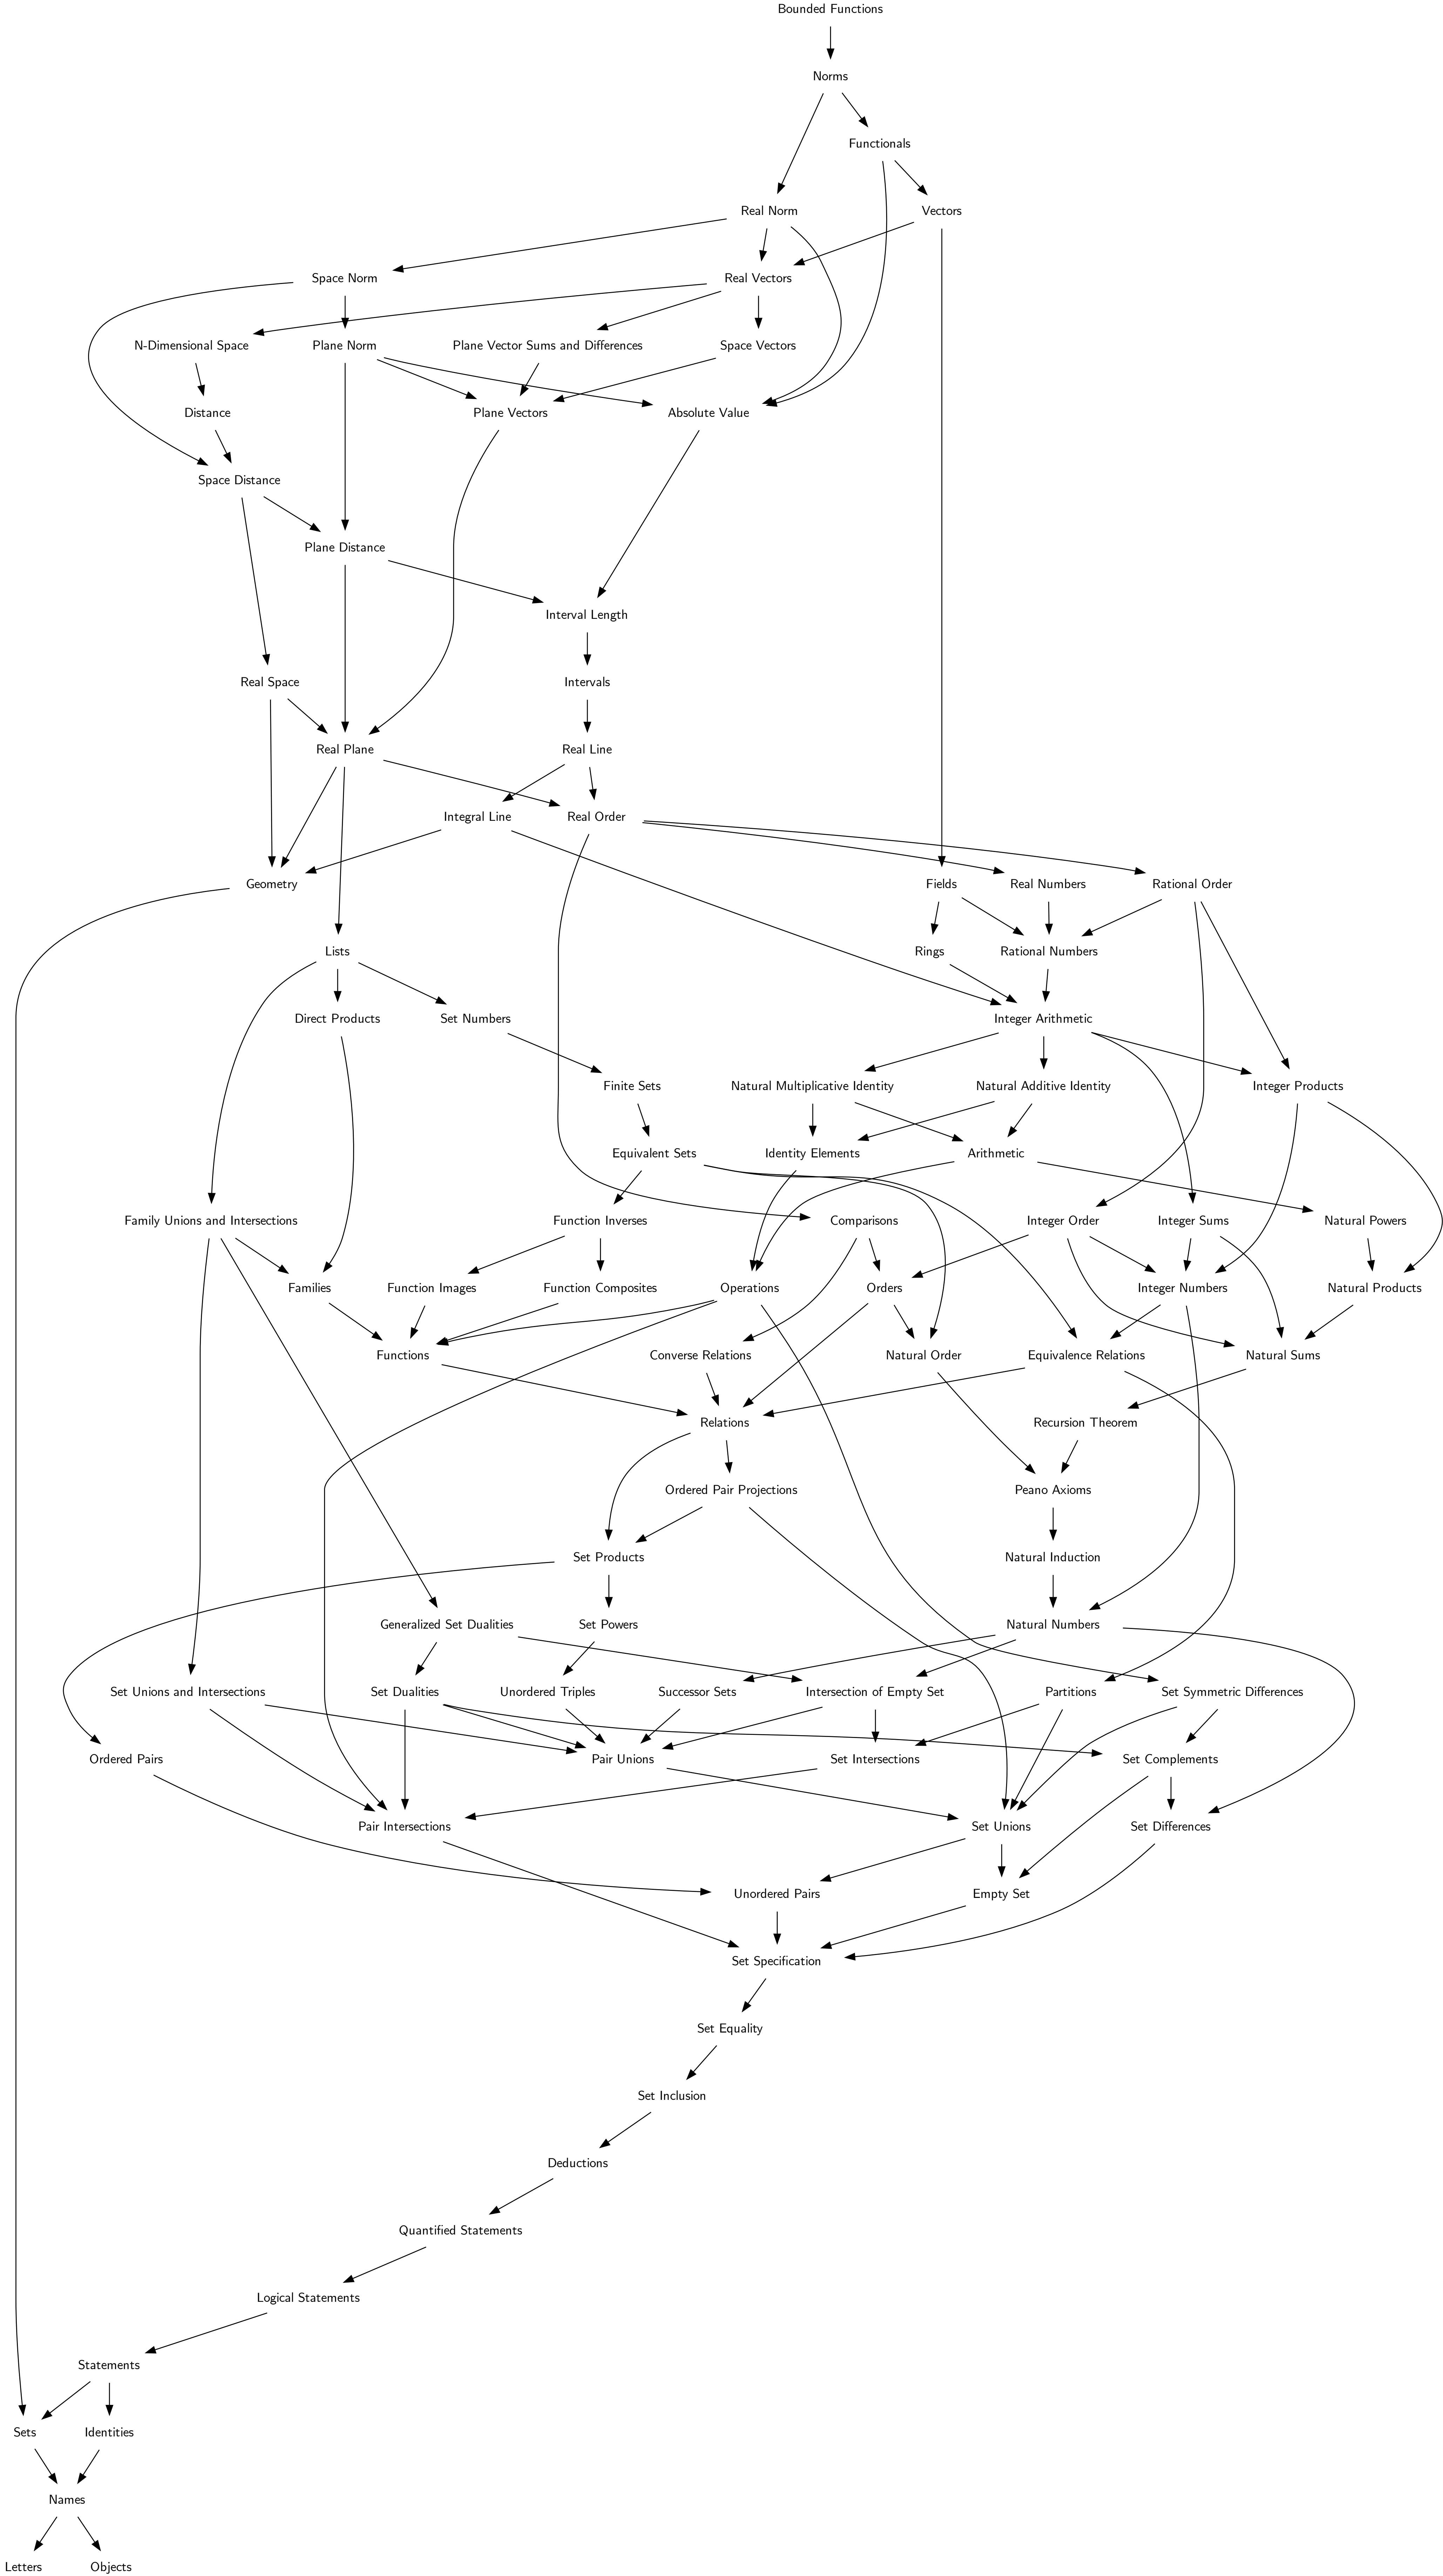 Bounded Functions
Norms
Functionals
Real Norm
Vectors
Space Norm
Real Vectors
N-Dimensional Space
Plane Norm
Plane Vector Sums and Differences
Space Vectors
Distance
Plane Vectors
Absolute Value
Space Distance
Plane Distance
Interval Length
Real Space
Intervals
Real Plane
Real Line
Integral Line
Real Order
Geometry
Fields
Real Numbers
Rational Order
Lists
Rings
Rational Numbers
Direct Products
Set Numbers
Integer Arithmetic
Finite Sets
Natural Multiplicative Identity
Natural Additive Identity
Integer Products
Equivalent Sets
Identity Elements
Arithmetic
Family Unions and Intersections
Function Inverses
Comparisons
Integer Order
Integer Sums
Natural Powers
Families
Function Images
Function Composites
Operations
Orders
Integer Numbers
Natural Products
Functions
Converse Relations
Natural Order
Equivalence Relations
Natural Sums
Relations
Recursion Theorem
Ordered Pair Projections
Peano Axioms
Set Products
Natural Induction
Generalized Set Dualities
Set Powers
Natural Numbers
Set Unions and Intersections
Set Dualities
Unordered Triples
Successor Sets
Intersection of Empty Set
Partitions
Set Symmetric Differences
Ordered Pairs
Pair Unions
Set Intersections
Set Complements
Pair Intersections
Set Unions
Set Differences
Unordered Pairs
Empty Set
Set Specification
Set Equality
Set Inclusion
Deductions
Quantified Statements
Logical Statements
Statements
Sets
Identities
Names
Letters
Objects